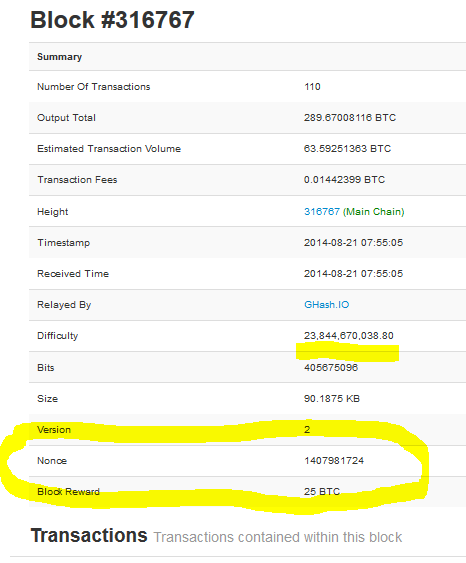 Block #316767
Summary
Number Of Transactions 110
Output Total 289.67008116 BTC
Estimated Transaction Volume 63.59251363 BTC
Transaction Fees 0.01442399 BTC
Height 316767 (Main Chain)
Timestamp 2014-08-21 07:55:05
Received Time 2014-08-21 07:55:05
Relayed By GHash.IO
Difficulty 23,844,670,038.80
Bits 405675096
Size 90.1875 KB
Version 2
Nonce 1407981724
Block Reward 25 BTC
Transactions Transactions contained within this block